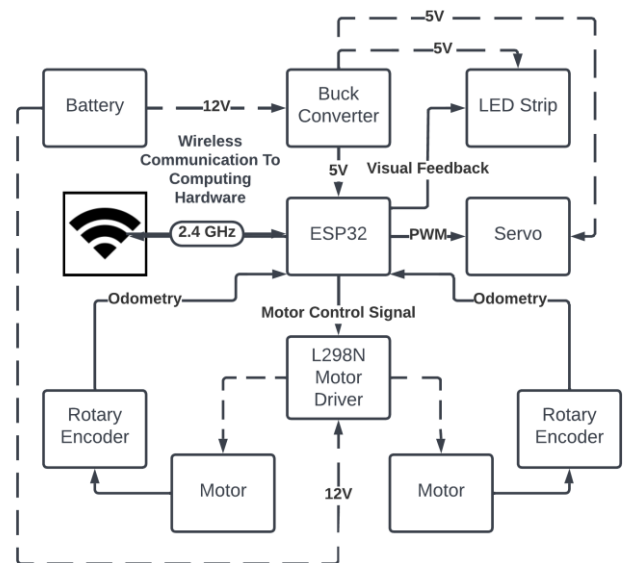 5V
5V
Battery
12V
Buck
Converter
LED Strip
Wireless
Communication To
Computing
Hardware
5V
Visual Feedback
2.4 GHz
ESP32
PWM
Servo
Odometry
Motor Control Signal
Odometry
L298N
Motor
Driver
Rotary
Encoder
Rotary
Encoder
Motor
12V
Motor